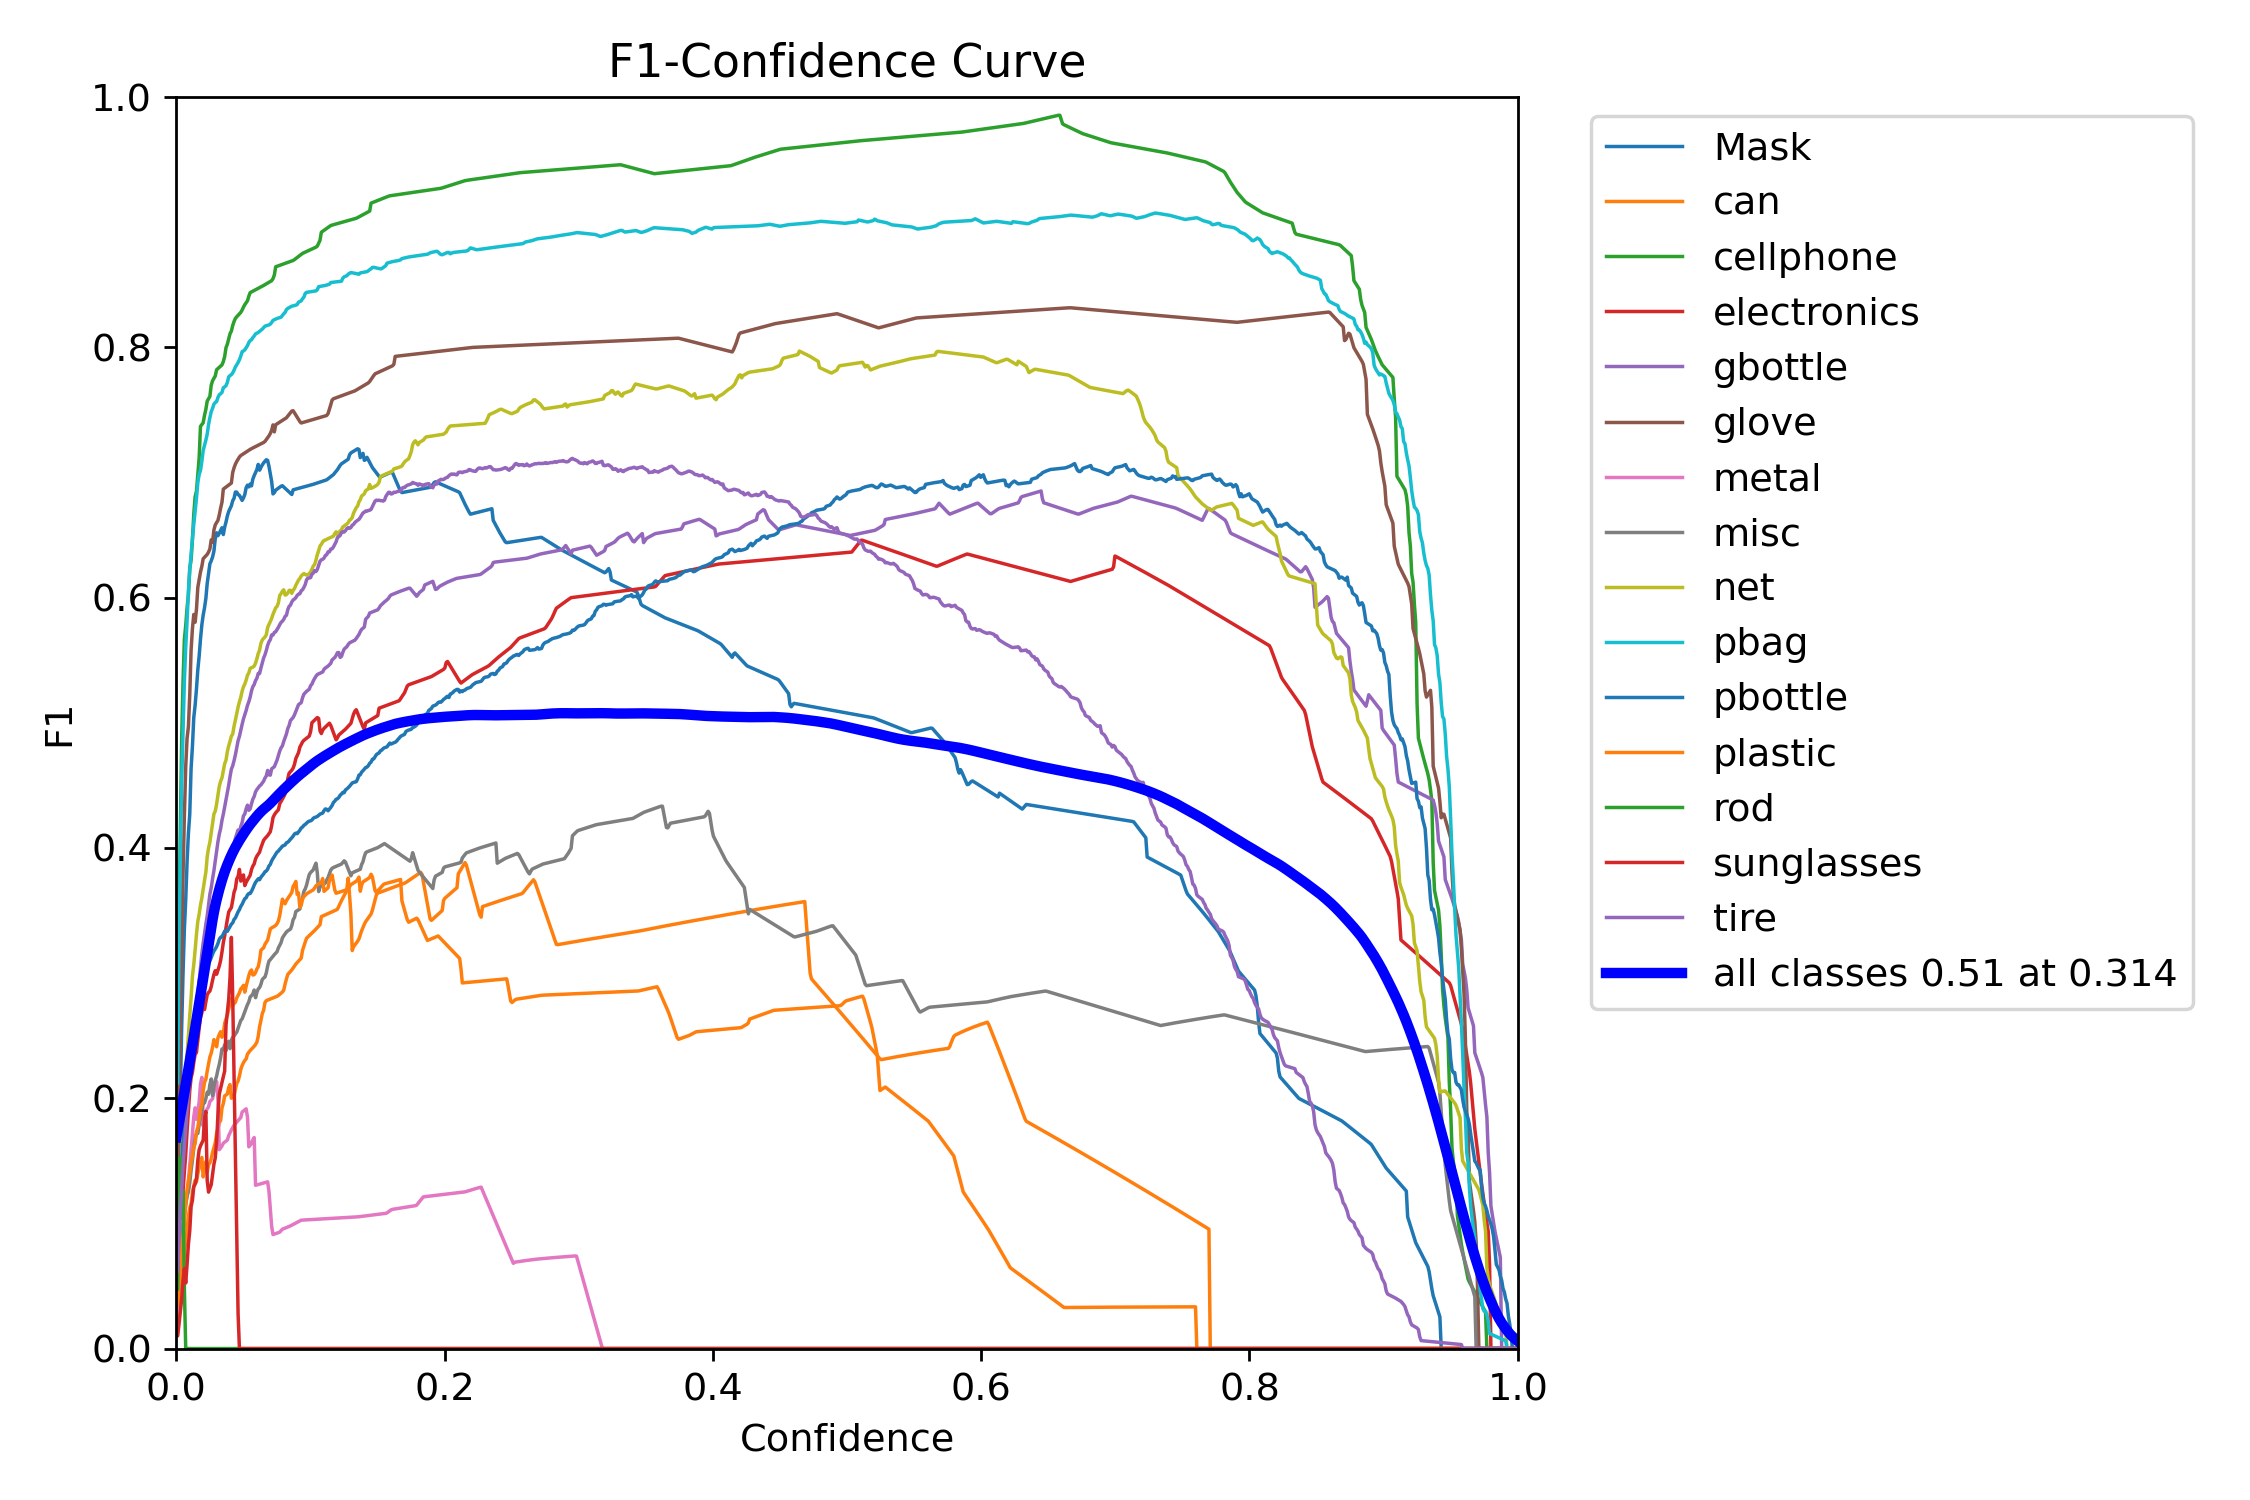 F1-Confidence Curve
1.0
0.8
0.6
0.4
0.2
0.0
F1
0.0 0.2 0.4 0.6 0.8 1.0
Confidence
Mask
can
cellphone
electronics
gbottle
glove
metal
misc
net
pbag
pbottle
plastic
rod
sunglasses
tire
all classes 0.51 at 0.314